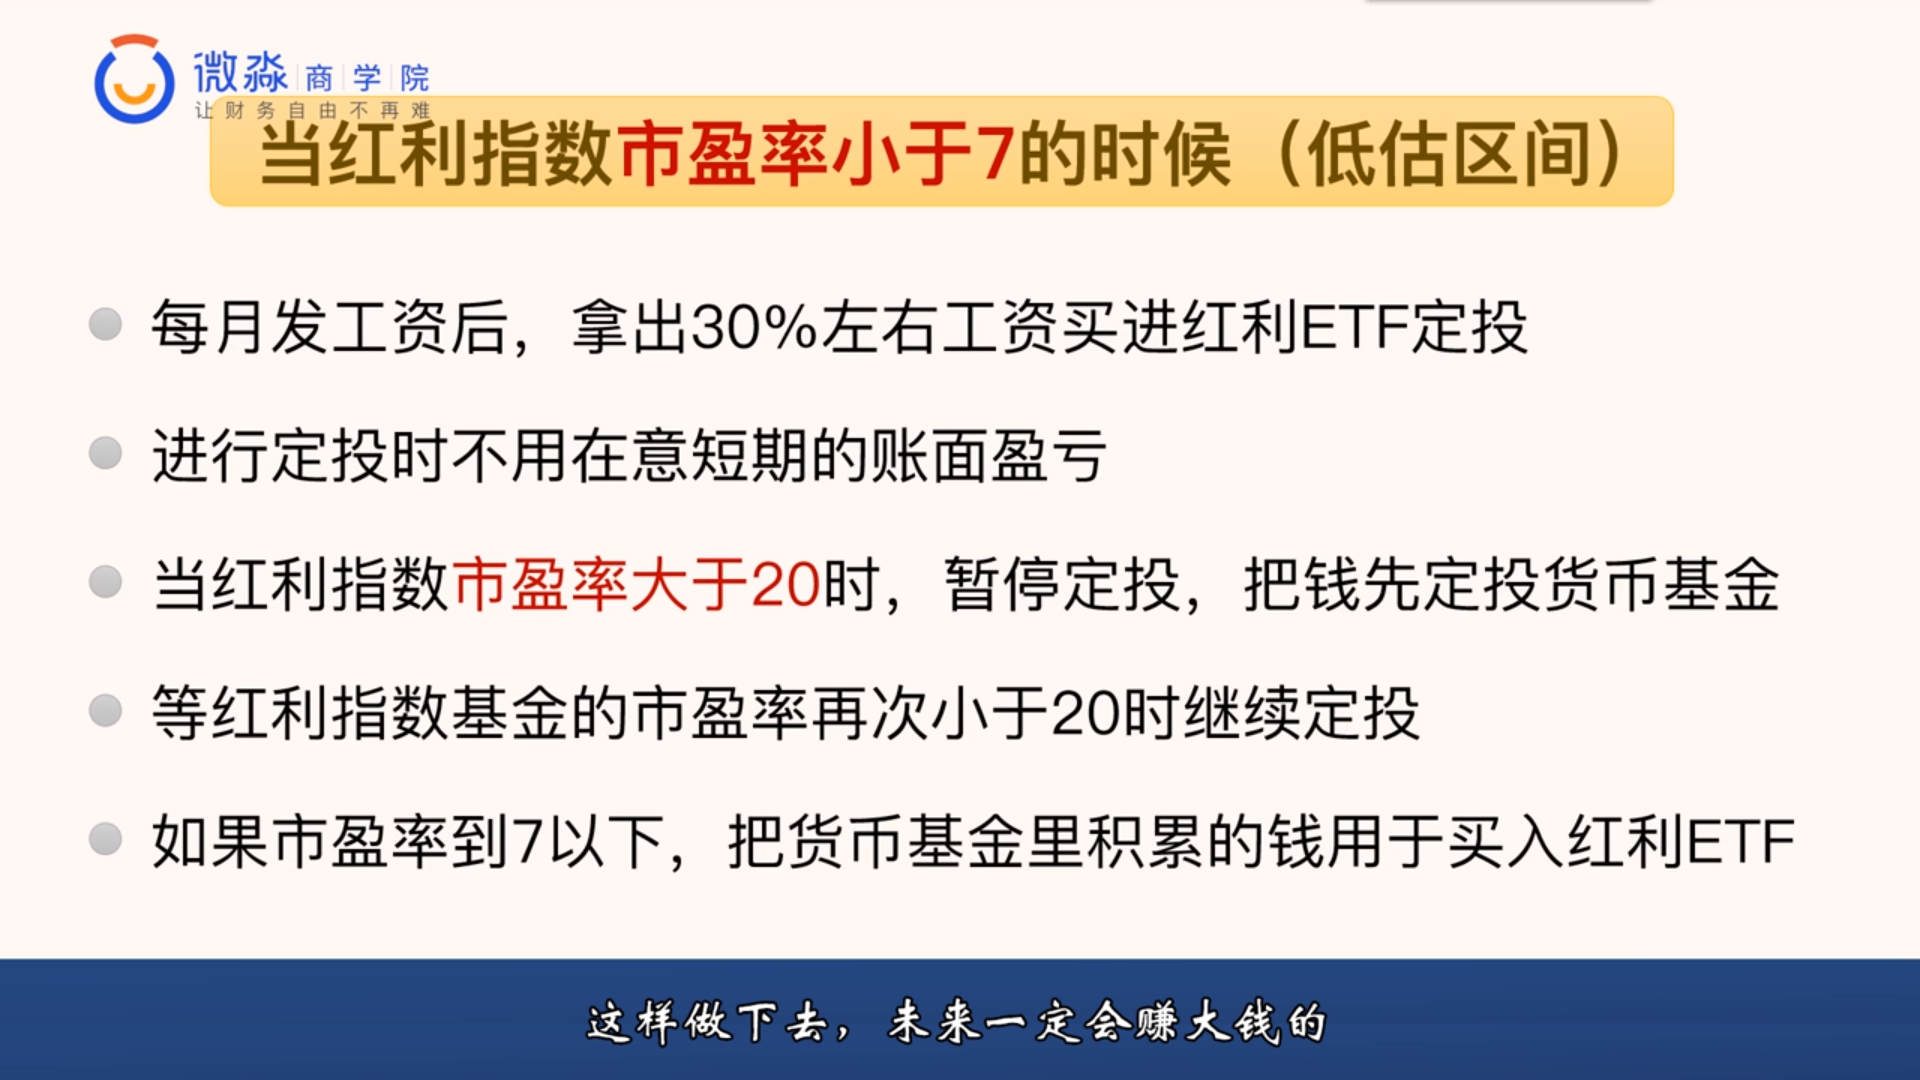 微淼 商学院
让财务自由不再难
当红利指数市盈率小于7的时候（低估区间）
每月发工资后，拿出30%左右工资买进红利ETF定投
进行定投时不用在意短期的账面盈亏
当红利指数市盈率大于20时，暂停定投，把钱先定投货币基金
等红利指数基金的市盈率再次小于20时继续定投
如果市盈率到7以下，把货币基金里积累的钱用于买入红利ETF
这样做下去，未来一定会赚大钱的